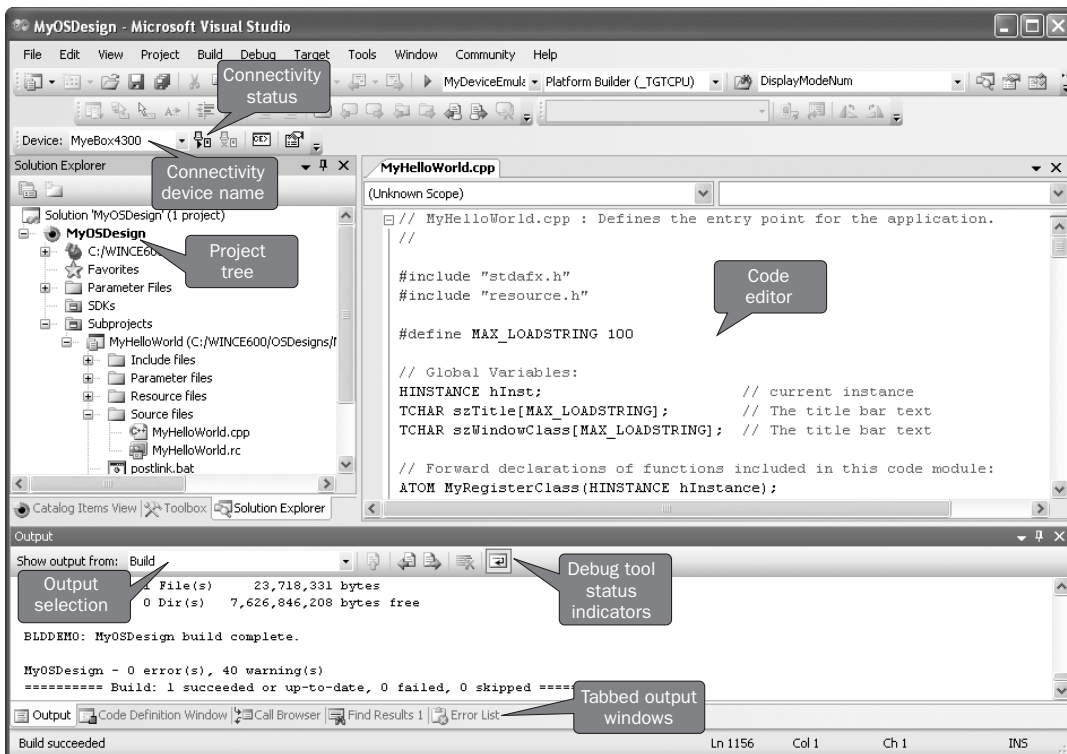 MyOSDesign - Microsoft Visual Studio
File Edit View Project Build Debug Target Tools Window Community Help
Connectivity status
MyDeviceEmula Platform Builder (_TGTCPU) DisplayModeNum
Device: MyeBox4300
Connectivity device name
Solution Explorer
MyHelloWorld.cpp
(Unknown Scope)
Solution 'MyOSDesign' (1 project)
MyOSDesign
C:/WINCE600
Project tree
Favorites
Parameter Files
SDKs
Subprojects
MyHelloWorld (C:/WINCE600/OSDesigns/
Include files
Parameter files
Resource files
Source files
MyHelloWorld.cpp
MyHelloWorld.rc
postlink.bat
Catalog Items View Toolbox Solution Explorer
// MyHelloWorld.cpp : Defines the entry point for the application.
//
#include "stdafx.h"
#include "resource.h"
Code editor
#define MAX_LOADSTRING 100
// Global Variables:
HINSTANCE hInst; // current instance
TCHAR szTitle[MAX_LOADSTRING]; // The title bar text
TCHAR szWindowClass[MAX_LOADSTRING]; // The title bar text
// Forward declarations of functions included in this code module:
ATOM MyRegisterClass(HINSTANCE hInstance);
Output
Show output from: Build
Output selection
Debug tool status indicators
File(s) 23,718,331 bytes
0 Dir(s) 7,626,846,208 bytes free
BLDDEMO: MyOSDesign build complete.
MyOSDesign - 0 error(s), 40 warning(s)
========== Build: 1 succeeded or up-to-date, 0 failed, 0 skipped =====
Tabbed output windows
Output Code Definition Window Call Browser Find Results 1 Error List
Build succeeded Ln 1156 Col 1 Ch 1 INS